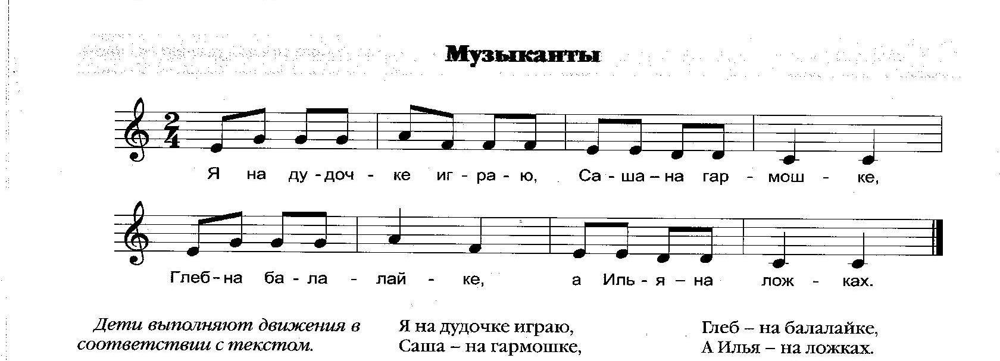 Музыканты
2
4
Я на ду - доч - ке иг - ра - ю, Са - ша – на гар - мош - ке,
Глеб - на ба - ла - лай - ке, а Иль - я – на лож - ках.
Дети выполняют движения в
соответствии с текстом.
Я на дудочке играю,
Саша – на гармошке,
Глеб – на балалайке,
А Илья – на ложках.